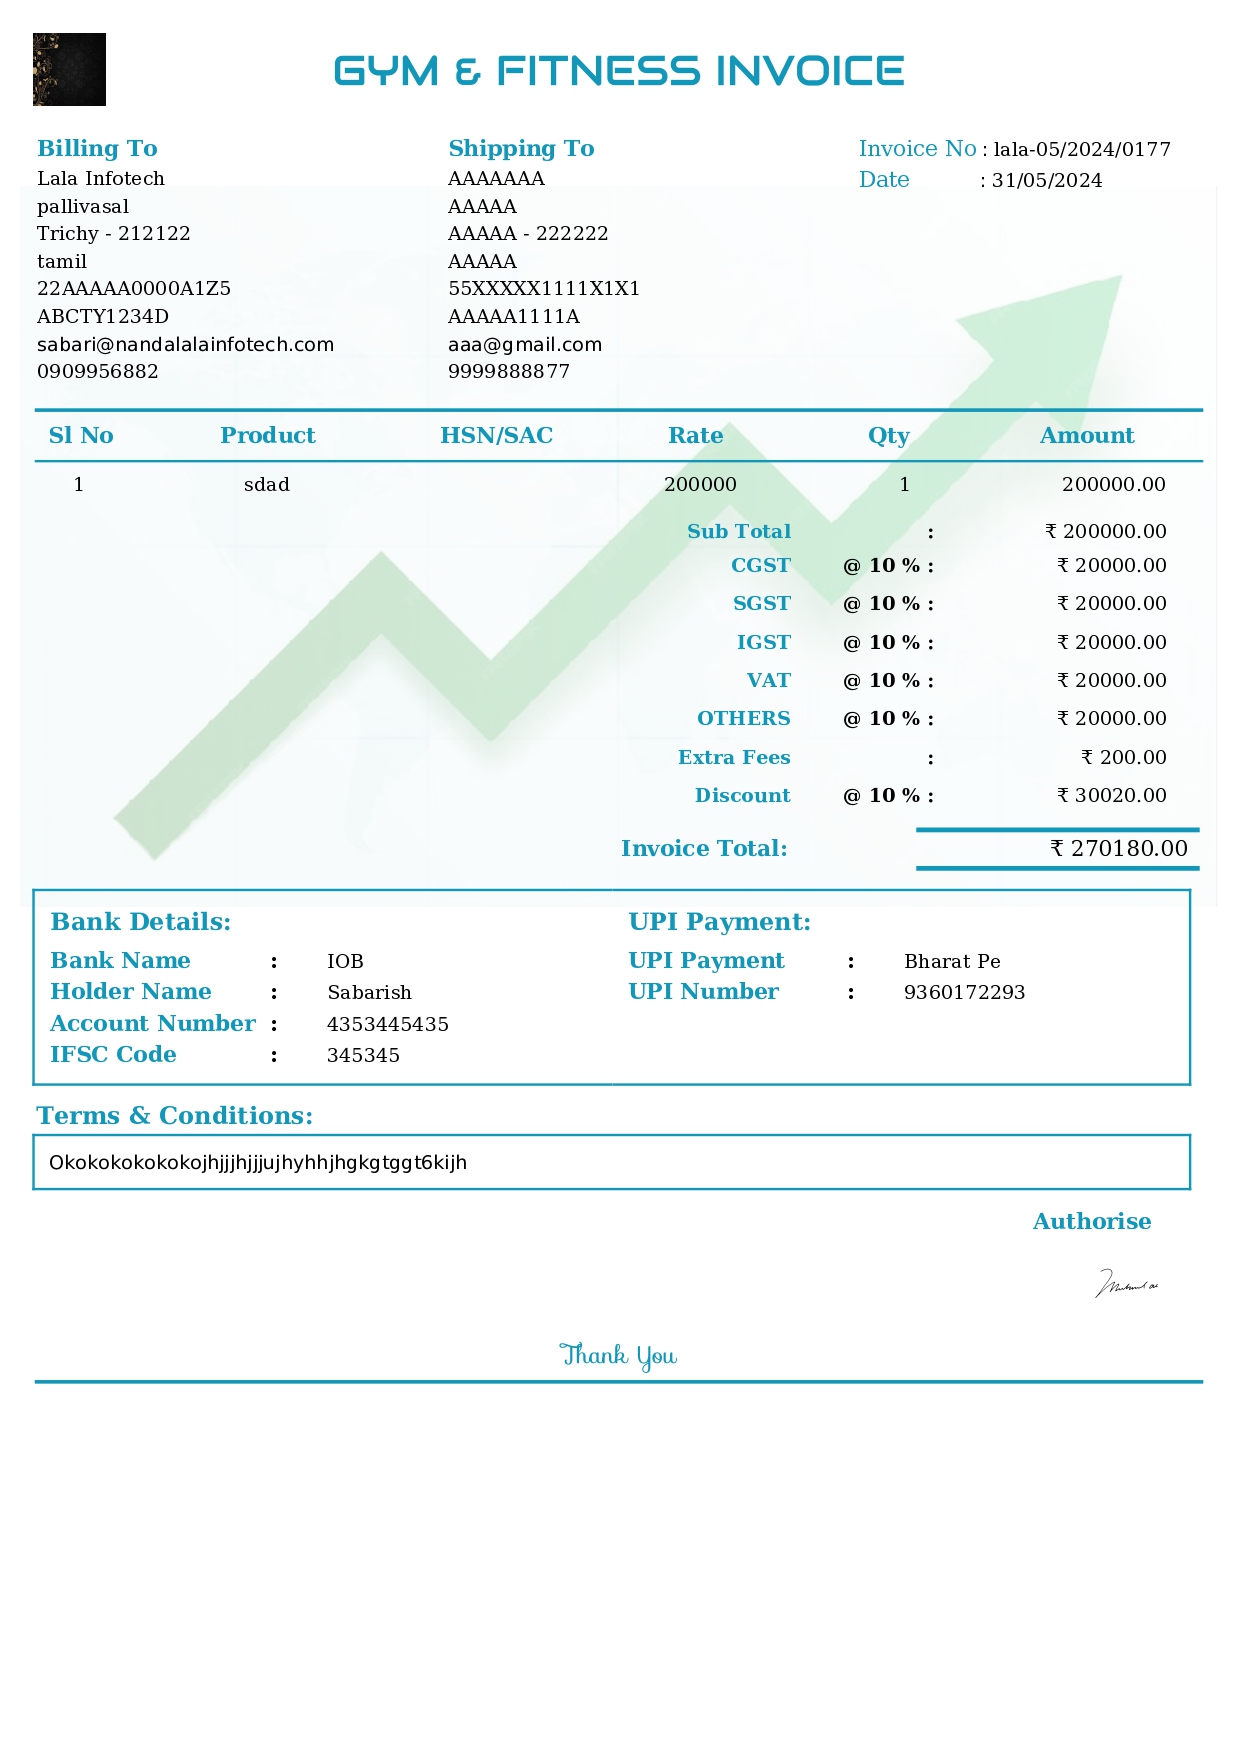 GYM & FITNESS INVOICE
Billing To
Lala Infotech
pallivasal
Trichy - 212122
tamil
22AAAAA0000A1Z5
ABCTY1234D
sabari@nandalalainfotech.com
0909956882
Shipping To
AAAAAAA
AAAAA
AAAAA - 222222
AAAAA
55XXXXX1111X1X1
AAAAA1111A
aaa@gmail.com
9999888877
Invoice No : lala-05/2024/0177
Date : 31/05/2024
Sl No Product HSN/SAC Rate Qty Amount
1 sdad 200000 1 200000.00
Sub Total : ₹ 200000.00
CGST @ 10 % : ₹ 20000.00
SGST @ 10 % : ₹ 20000.00
IGST @ 10 % : ₹ 20000.00
VAT @ 10 % : ₹ 20000.00
OTHERS @ 10 % : ₹ 20000.00
Extra Fees : ₹ 200.00
Discount @ 10 % : ₹ 30020.00
Invoice Total: ₹ 270180.00
Bank Details:
Bank Name : IOB
Holder Name : Sabarish
Account Number : 4353445435
IFSC Code : 345345
UPI Payment:
UPI Payment : Bharat Pe
UPI Number : 9360172293
Terms & Conditions:
Okokokokokokojhjjjhjjjujhyhhjhgkgtggt6kijh
Authorise
Thank You